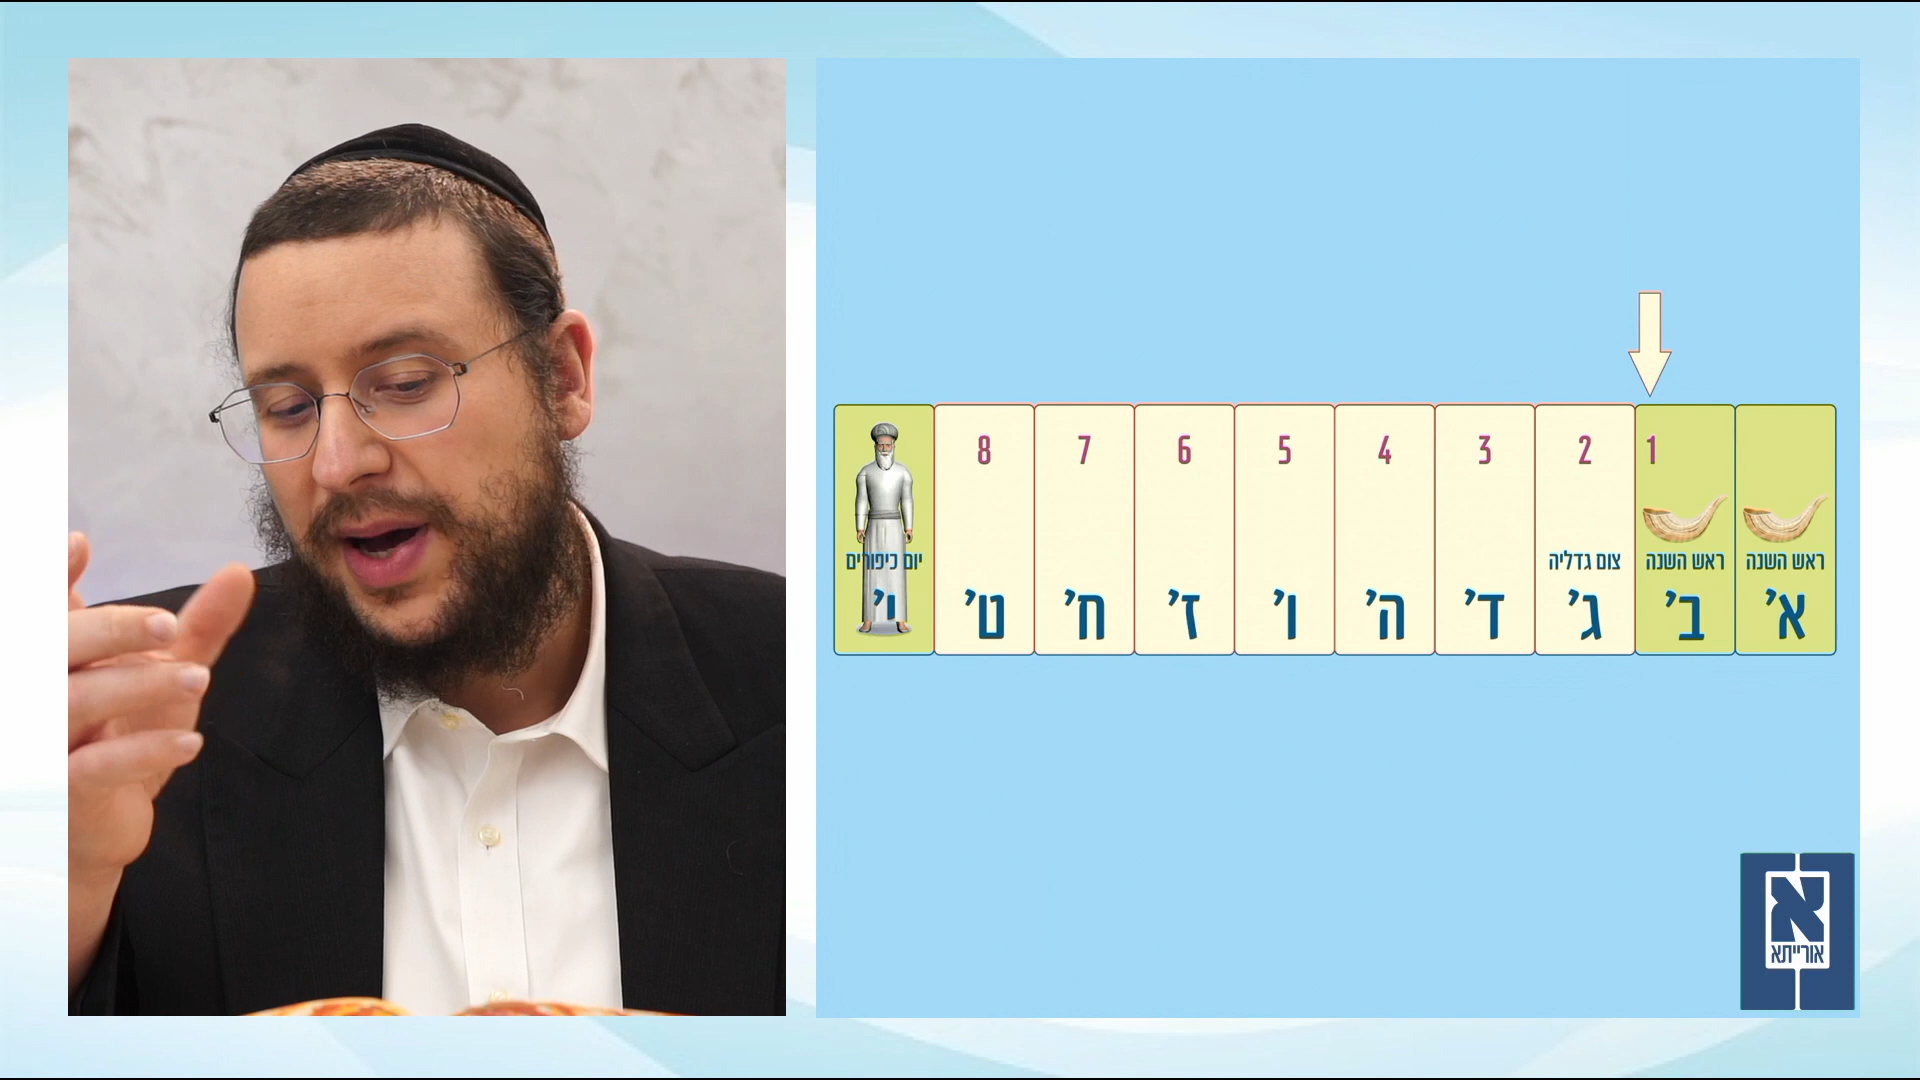 1 2 3 4 5 6 7 8
ראש השנה ראש השנה צום גדליה יום כיפורים
א' ב' ג' ד' ה' ו' ז' ח' ט' י'
א
אורייתא